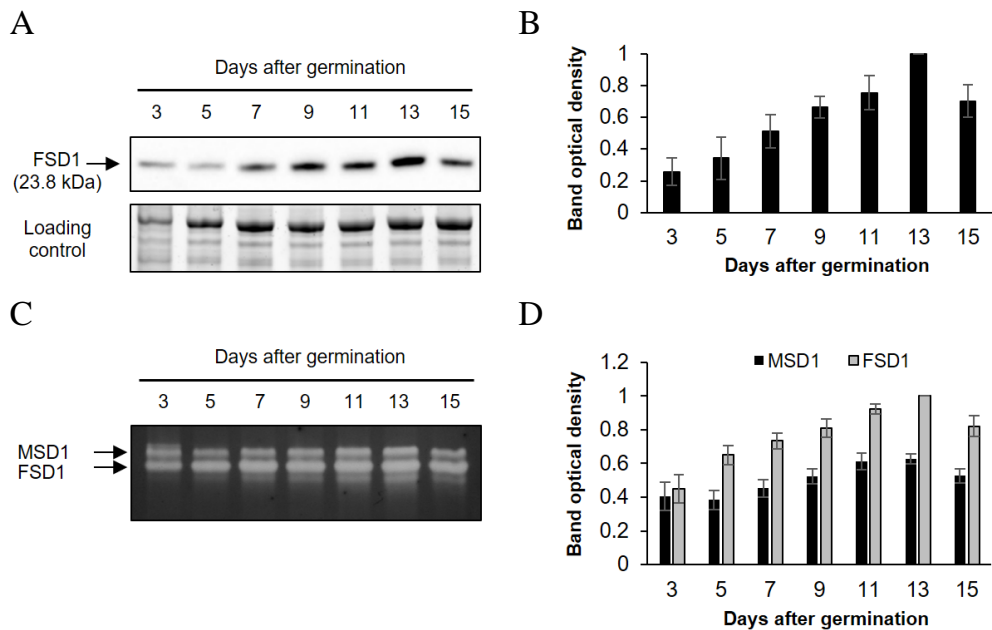 A
Days after germination
3 5 7 9 11 13 15
FSD1
(23.8 kDa)
Loading
control
B
Band optical density
1
0.8
0.6
0.4
0.2
0
3 5 7 9 11 13 15
Days after germination
C
Days after germination
3 5 7 9 11 13 15
MSD1
FSD1
D
Band optical density
1.2
1
0.8
0.6
0.4
0.2
0
MSD1 FSD1
3 5 7 9 11 13 15
Days after germination